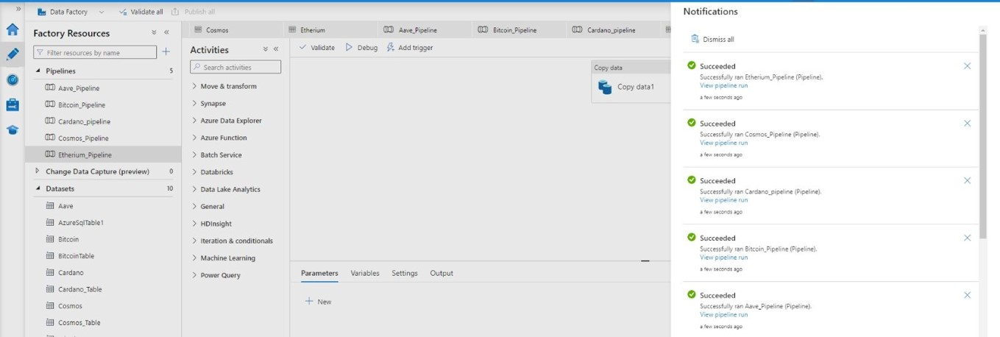 Data Factory
Validate all
Publish all
Factory Resources
Filter resources by name
Pipelines 5
Aave_Pipeline
Bitcoin_Pipeline
Cardano_pipeline
Cosmos_Pipeline
Etherium_Pipeline
Change Data Capture (preview) 0
Datasets 10
Aave
AzureSqlTable1
Bitcoin
BitcoinTable
Cardano
Cardano_Table
Cosmos
Cosmos_Table
Cosmos
Etherium
Aave_Pipeline
Bitcoin_Pipeline
Cardano_pipeline
Activities
Search activities
Move & transform
Synapse
Azure Data Explorer
Azure Function
Batch Service
Databricks
Data Lake Analytics
General
HDInsight
Iteration & conditionals
Machine Learning
Power Query
Validate
Debug
Add trigger
Copy data
Copy data1
Parameters
Variables
Settings
Output
New
Notifications
Dismiss all
Succeeded
Successfully ran Etherium_Pipeline (Pipeline).
View pipeline run
a few seconds ago
Succeeded
Successfully ran Cosmos_Pipeline (Pipeline).
View pipeline run
a few seconds ago
Succeeded
Successfully ran Cardano_pipeline (Pipeline).
View pipeline run
a few seconds ago
Succeeded
Successfully ran Bitcoin_Pipeline (Pipeline).
View pipeline run
a few seconds ago
Succeeded
Successfully ran Aave_Pipeline (Pipeline).
View pipeline run
a few seconds ago